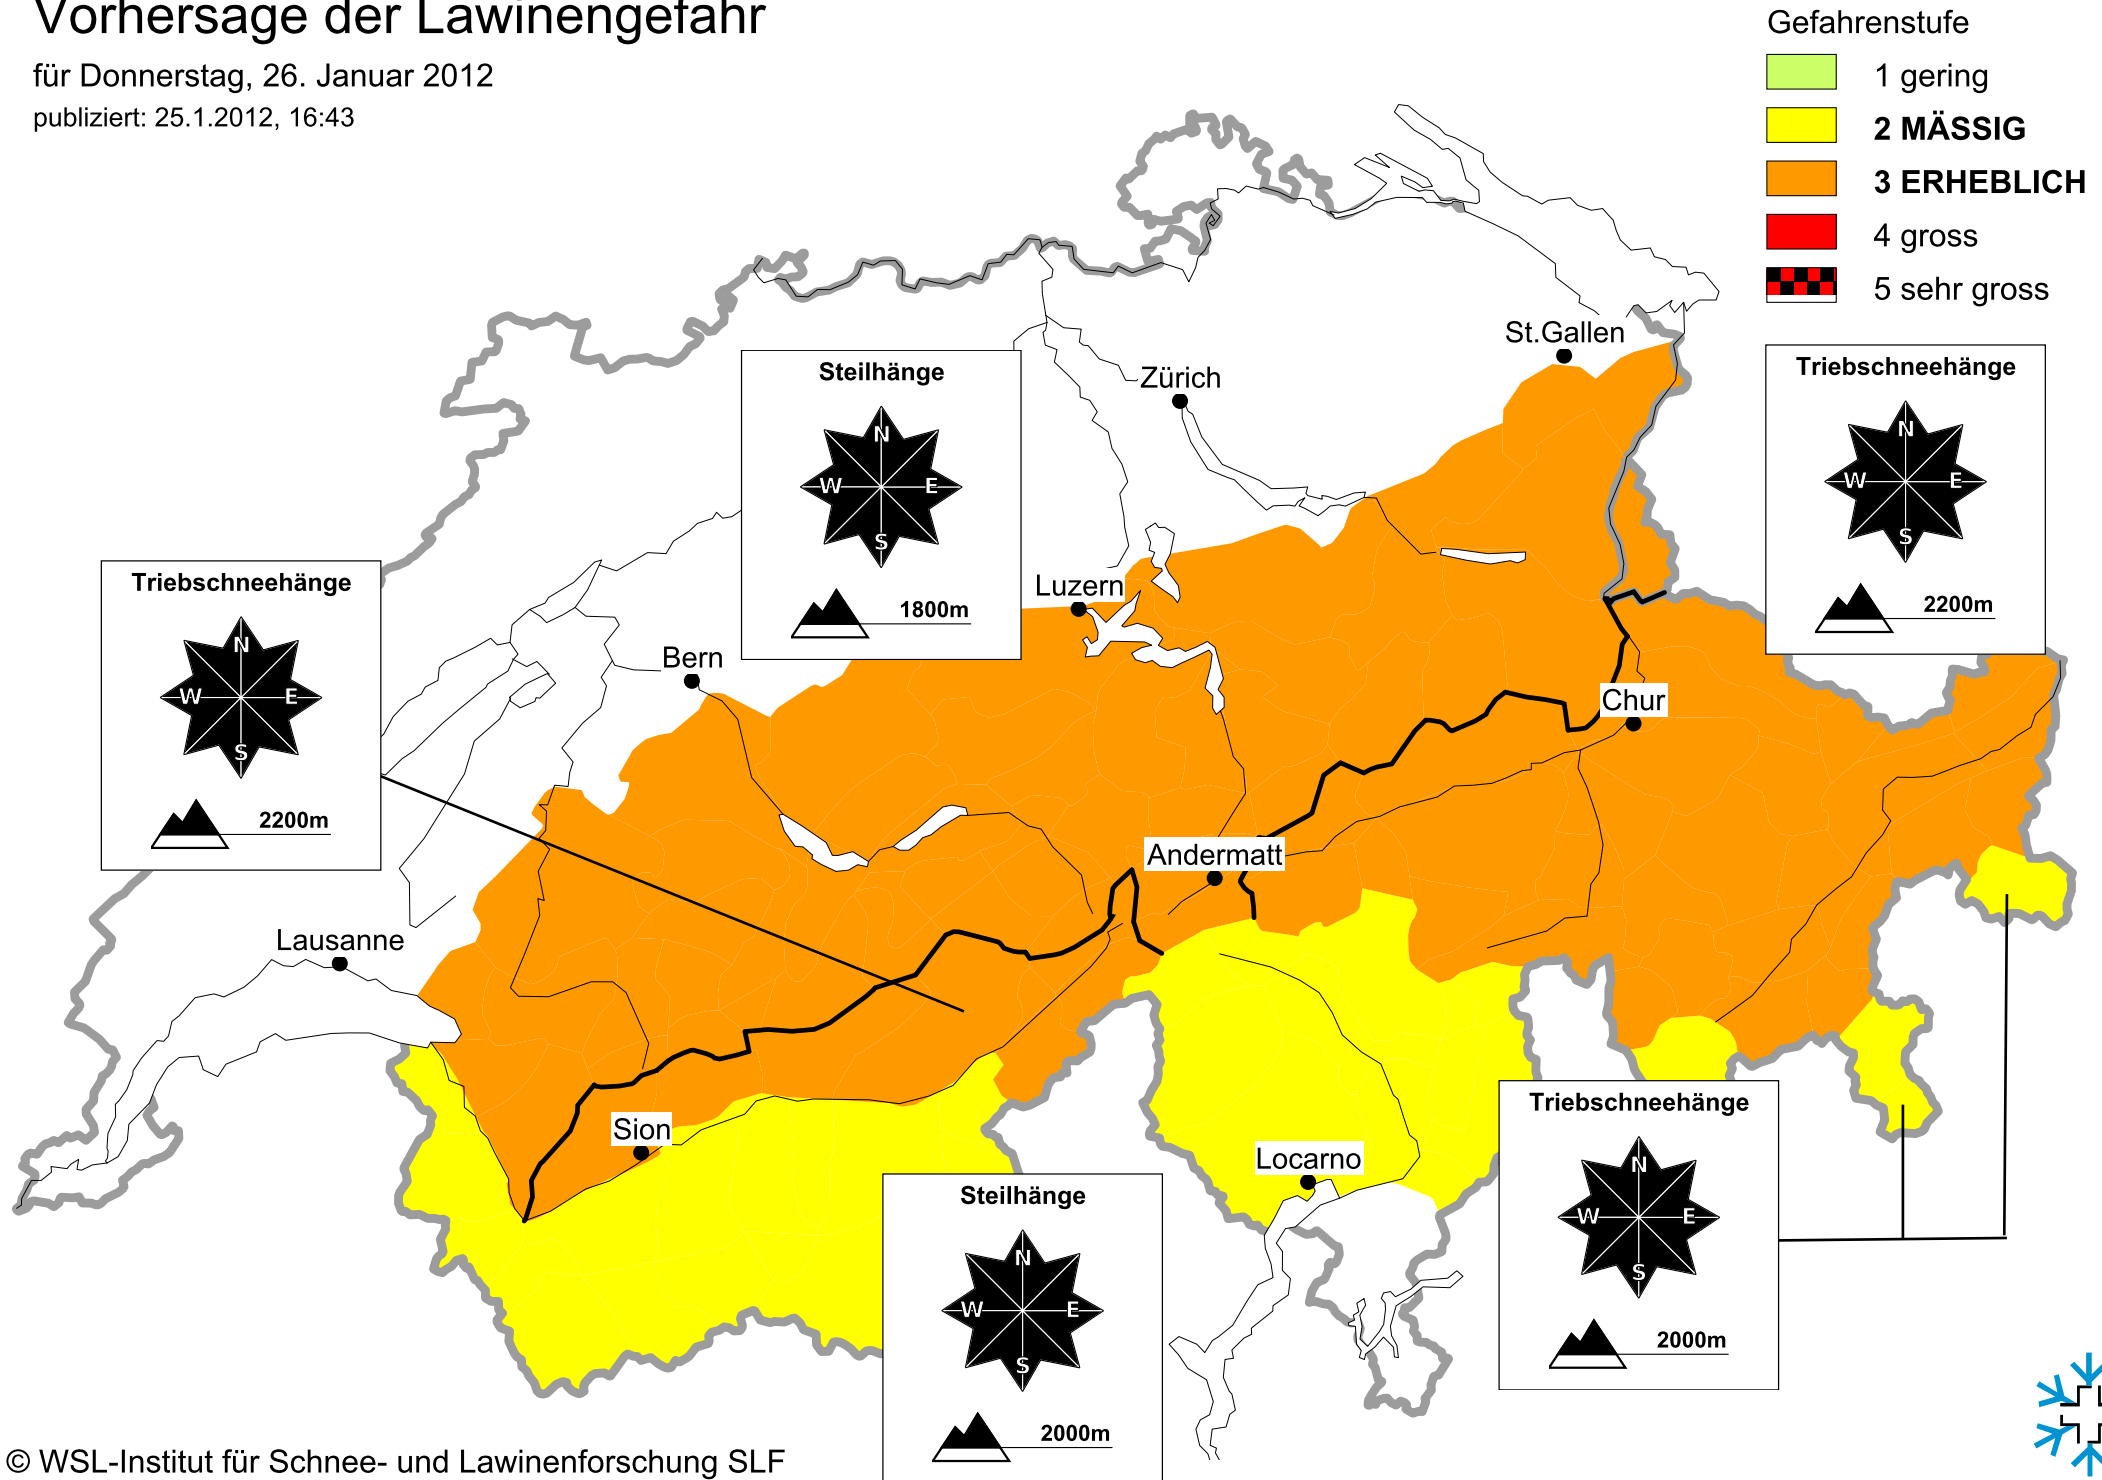 Vorhersage der Lawinengefahr
für Donnerstag, 26. Januar 2012
publiziert: 25.1.2012, 16:43
Gefahrenstufe
1 gering
2 MÄSSIG
3 ERHEBLICH
4 gross
5 sehr gross
St.Gallen
Zürich
Luzern
Bern
Chur
Andermatt
Lausanne
Sion
Locarno
Steilhänge
N
W
E
S
1800m
Triebschneehänge
N
W
E
S
2200m
Triebschneehänge
N
W
E
S
2200m
Triebschneehänge
N
W
E
S
2000m
Steilhänge
N
W
E
S
2000m
© WSL-Institut für Schnee- und Lawinenforschung SLF